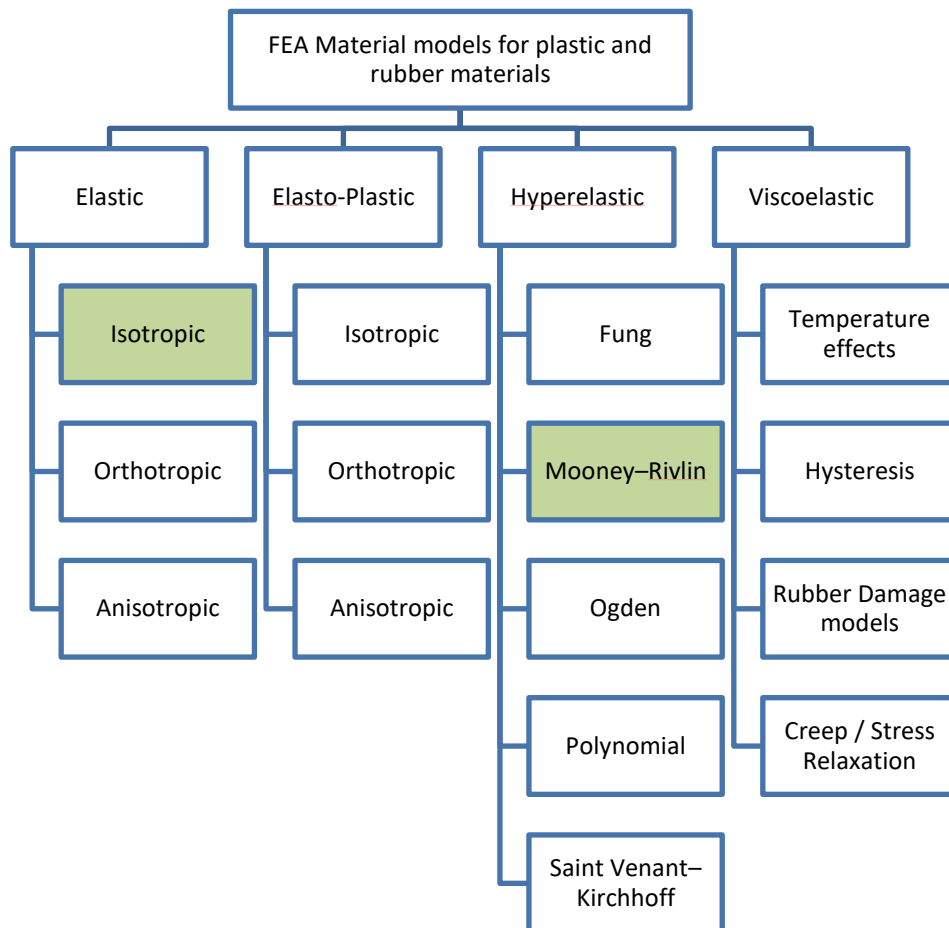 FEA Material models for plastic and
rubber materials
Elastic
Elasto-Plastic
Hyperelastic
Viscoelastic
Isotropic
Isotropic
Fung
Temperature
effects
Orthotropic
Orthotropic
Mooney–Rivlin
Hysteresis
Anisotropic
Anisotropic
Ogden
Rubber Damage
models
Polynomial
Creep / Stress
Relaxation
Saint Venant–
Kirchhoff